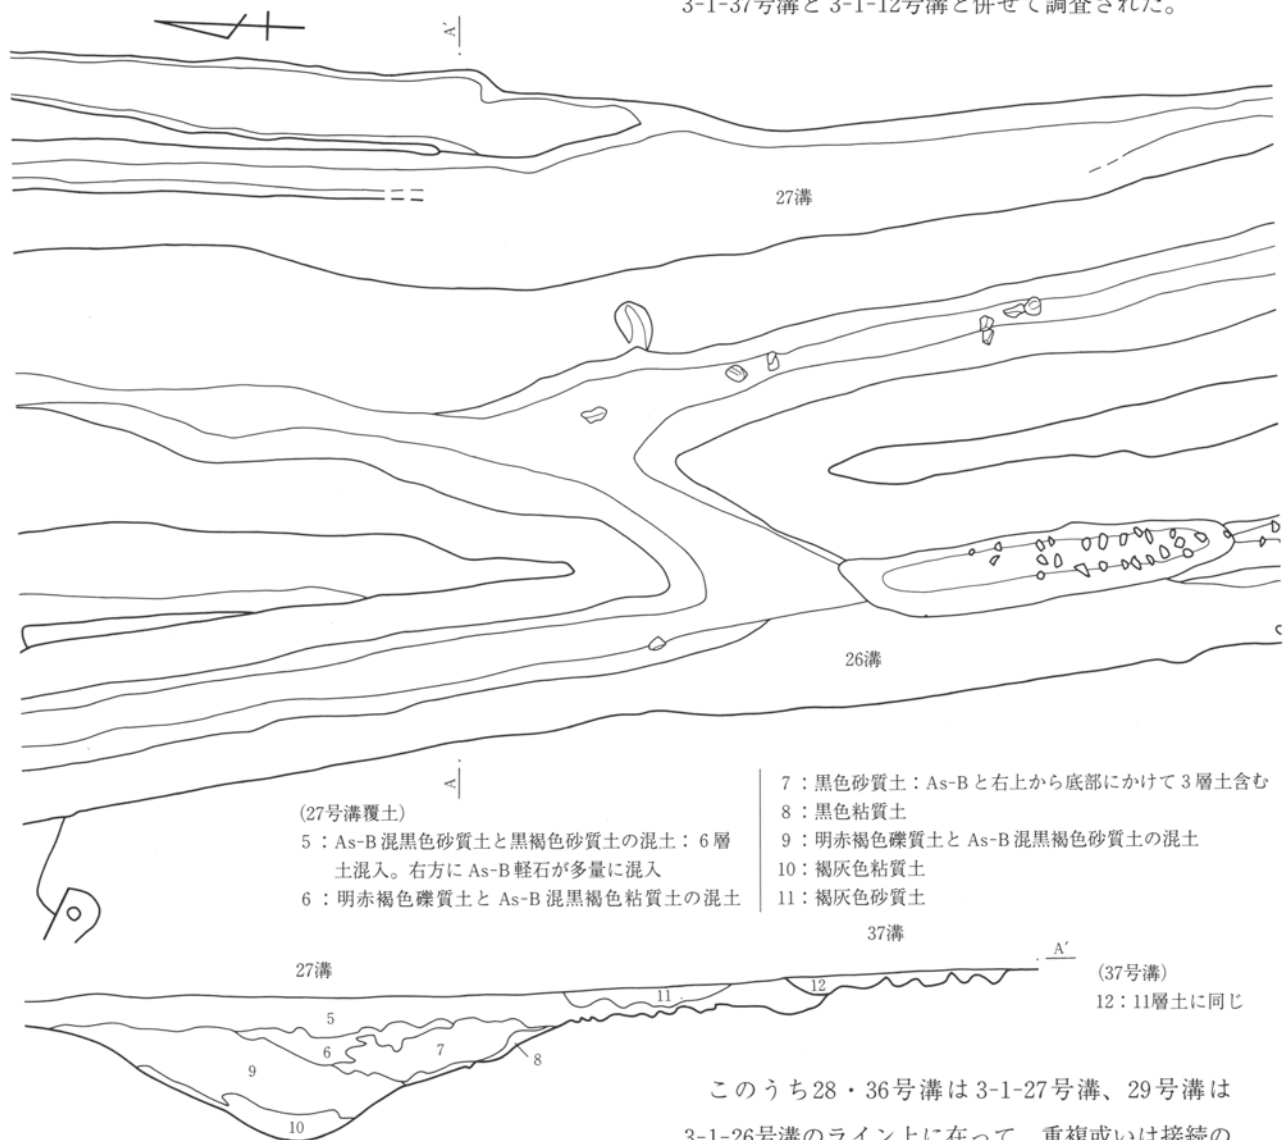 3-1-37号溝と3-1-12号溝と併せて調査された。
A′
27溝
26溝
A
(27号溝覆土)
5：As-B混黒色砂質土と黒褐色砂質土の混土：6層
土混入。右方にAs-B軽石が多量に混入
6：明赤褐色礫質土とAs-B混黒褐色粘質土の混土
7：黒色砂質土：As-Bと右上から底部にかけて3層土含む
8：黒色粘質土
9：明赤褐色礫質土とAs-B混黒褐色砂質土の混土
10：褐灰色粘質土
11：褐灰色砂質土
37溝
27溝
A′
(37号溝)
12：11層土に同じ
12
11
5
6
7
8
9
10
このうち28・36号溝は3-1-27号溝、29号溝は
3-1-26号溝のライン上に在って、重複或いは接続の